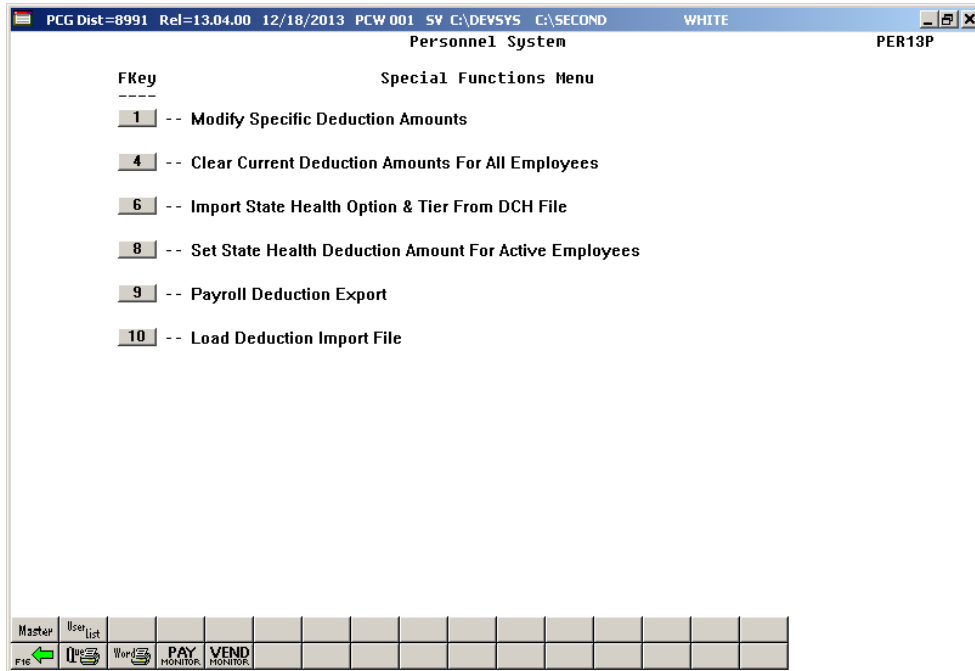 PCG Dist=8991 Rel=13.04.00 12/18/2013 PCW 001 SV C:\DEVSYS C:\SECOND WHITE
Personnel System PER13P
FKey Special Functions Menu
----
1 -- Modify Specific Deduction Amounts
4 -- Clear Current Deduction Amounts For All Employees
6 -- Import State Health Option & Tier From DCH File
8 -- Set State Health Deduction Amount For Active Employees
9 -- Payroll Deduction Export
10 -- Load Deduction Import File
Master User list
F16 Que Word PAY MONITOR VEND MONITOR